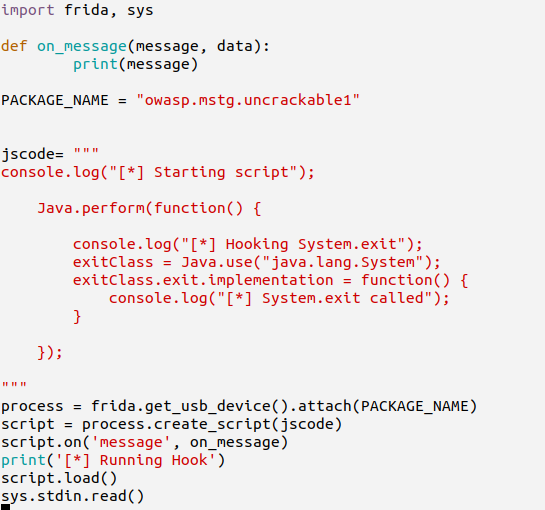 import frida, sys
def on_message(message, data):
        print(message)
PACKAGE_NAME = "owasp.mstg.uncrackable1"
jscode= """
console.log("[*] Starting script");
    Java.perform(function() {
        console.log("[*] Hooking System.exit");
        exitClass = Java.use("java.lang.System");
        exitClass.exit.implementation = function() {
            console.log("[*] System.exit called");
        }
    });
"""
process = frida.get_usb_device().attach(PACKAGE_NAME)
script = process.create_script(jscode)
script.on('message', on_message)
print('[*] Running Hook')
script.load()
sys.stdin.read()